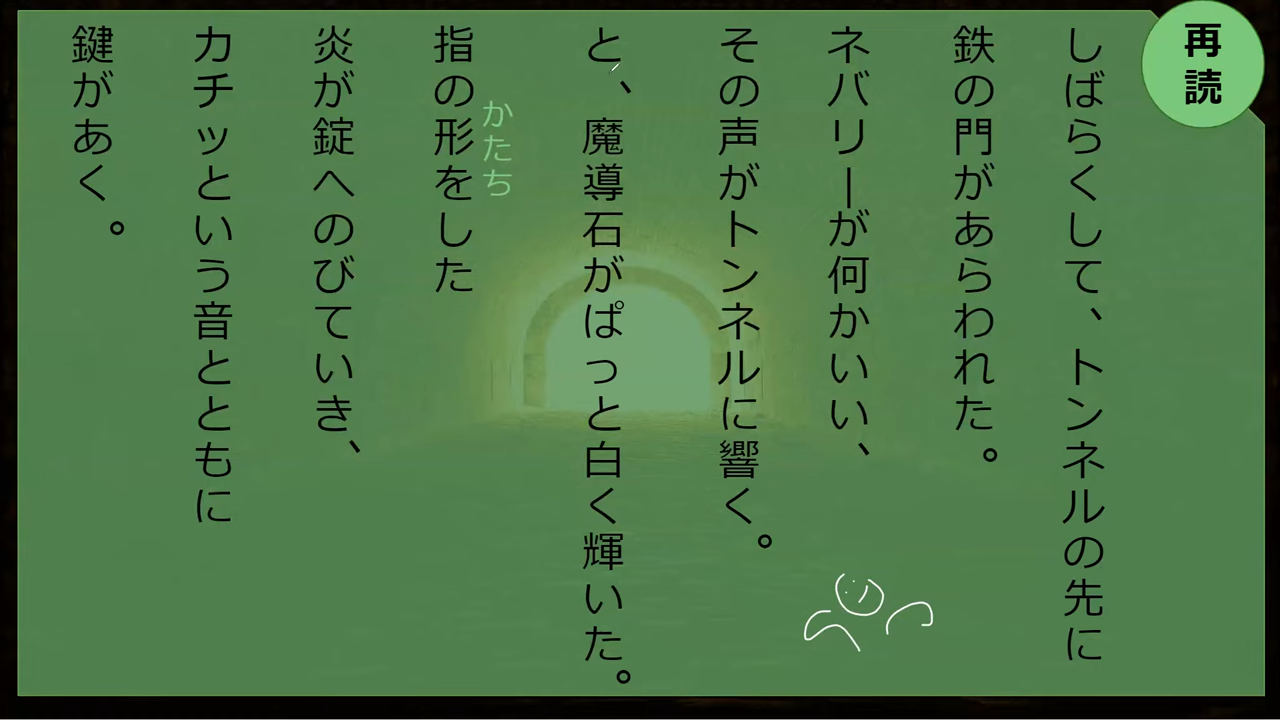 再読
しばらくして、トンネルの先に
鉄の門があらわれた。
ネバリーが何かいい、
その声がトンネルに響く。
と、魔導石がぱっと白く輝いた。
かたち
指の形をした
炎が錠へのびていき、
カチッという音とともに
鍵があく。